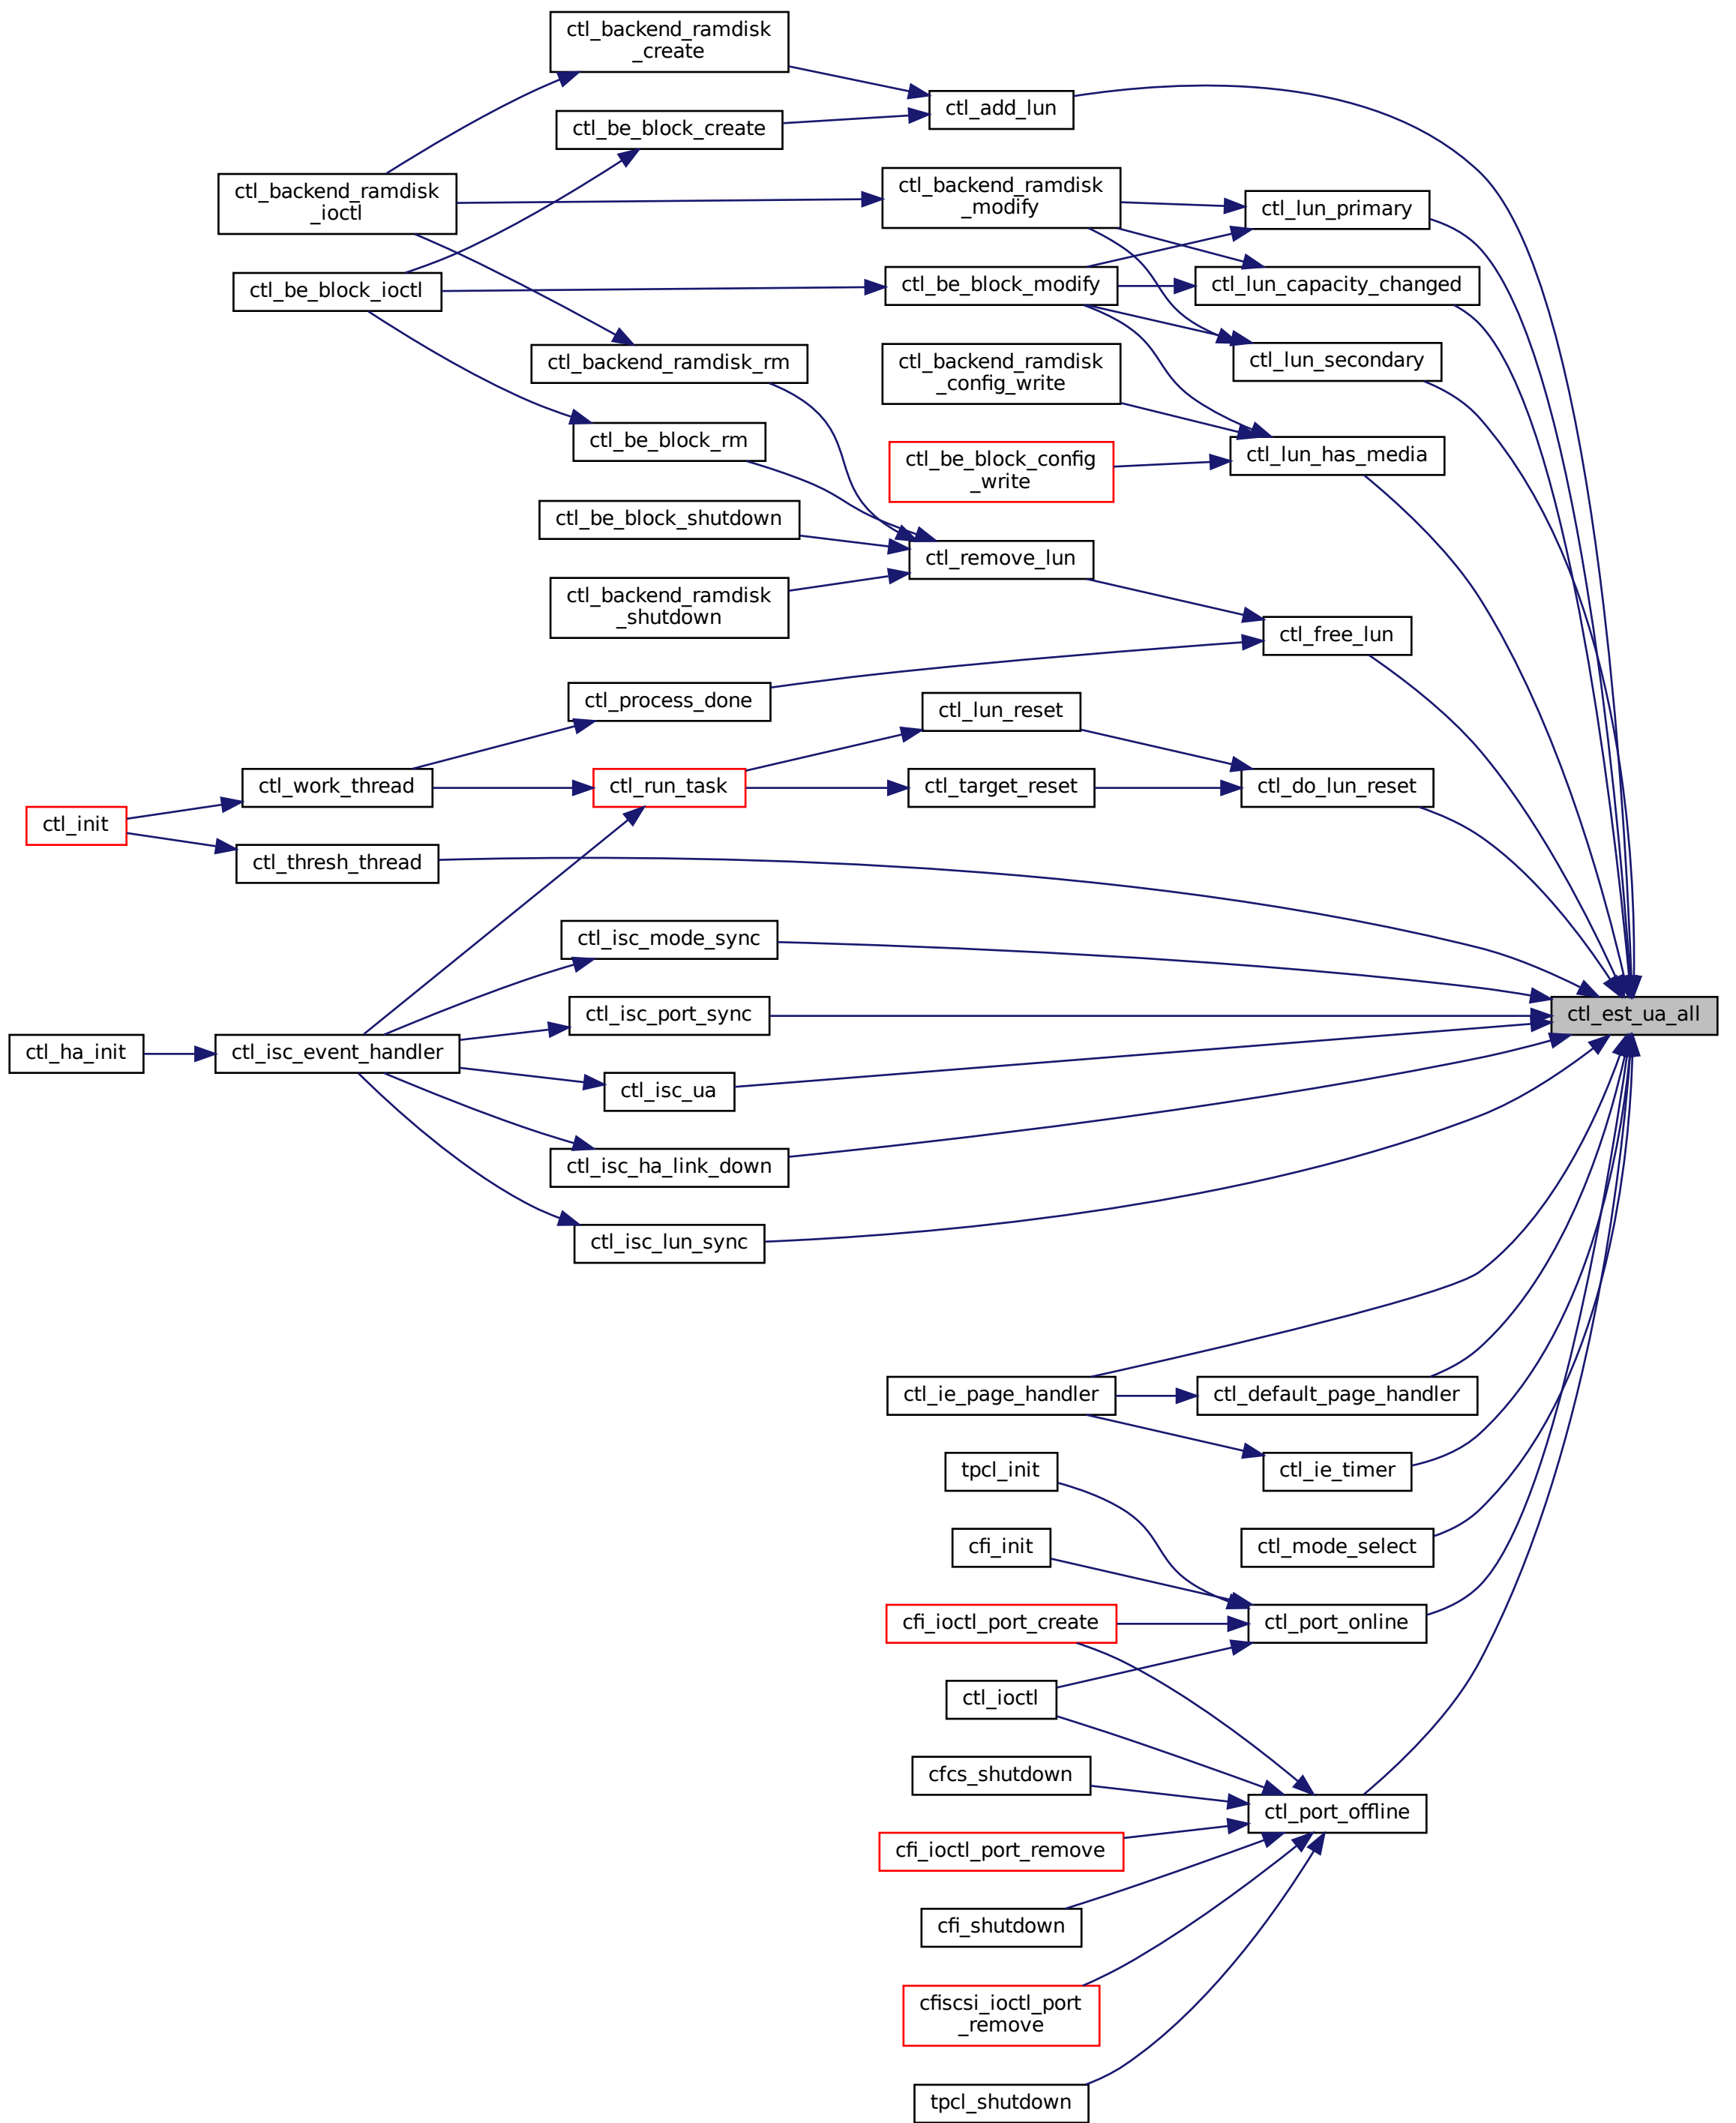 ctl_backend_ramdisk
_create
ctl_add_lun
ctl_be_block_create
ctl_backend_ramdisk
_ioctl
ctl_backend_ramdisk
_modify
ctl_lun_primary
ctl_be_block_ioctl
ctl_be_block_modify
ctl_lun_capacity_changed
ctl_backend_ramdisk_rm
ctl_backend_ramdisk
_config_write
ctl_lun_secondary
ctl_be_block_rm
ctl_be_block_config
_write
ctl_lun_has_media
ctl_be_block_shutdown
ctl_remove_lun
ctl_backend_ramdisk
_shutdown
ctl_free_lun
ctl_process_done
ctl_lun_reset
ctl_work_thread
ctl_run_task
ctl_target_reset
ctl_do_lun_reset
ctl_init
ctl_thresh_thread
ctl_isc_mode_sync
ctl_isc_port_sync
ctl_est_ua_all
ctl_ha_init
ctl_isc_event_handler
ctl_isc_ua
ctl_isc_ha_link_down
ctl_isc_lun_sync
ctl_ie_page_handler
ctl_default_page_handler
tpcl_init
ctl_ie_timer
cfi_init
ctl_mode_select
cfi_ioctl_port_create
ctl_port_online
ctl_ioctl
cfcs_shutdown
ctl_port_offline
cfi_ioctl_port_remove
cfi_shutdown
cfiscsi_ioctl_port
_remove
tpcl_shutdown